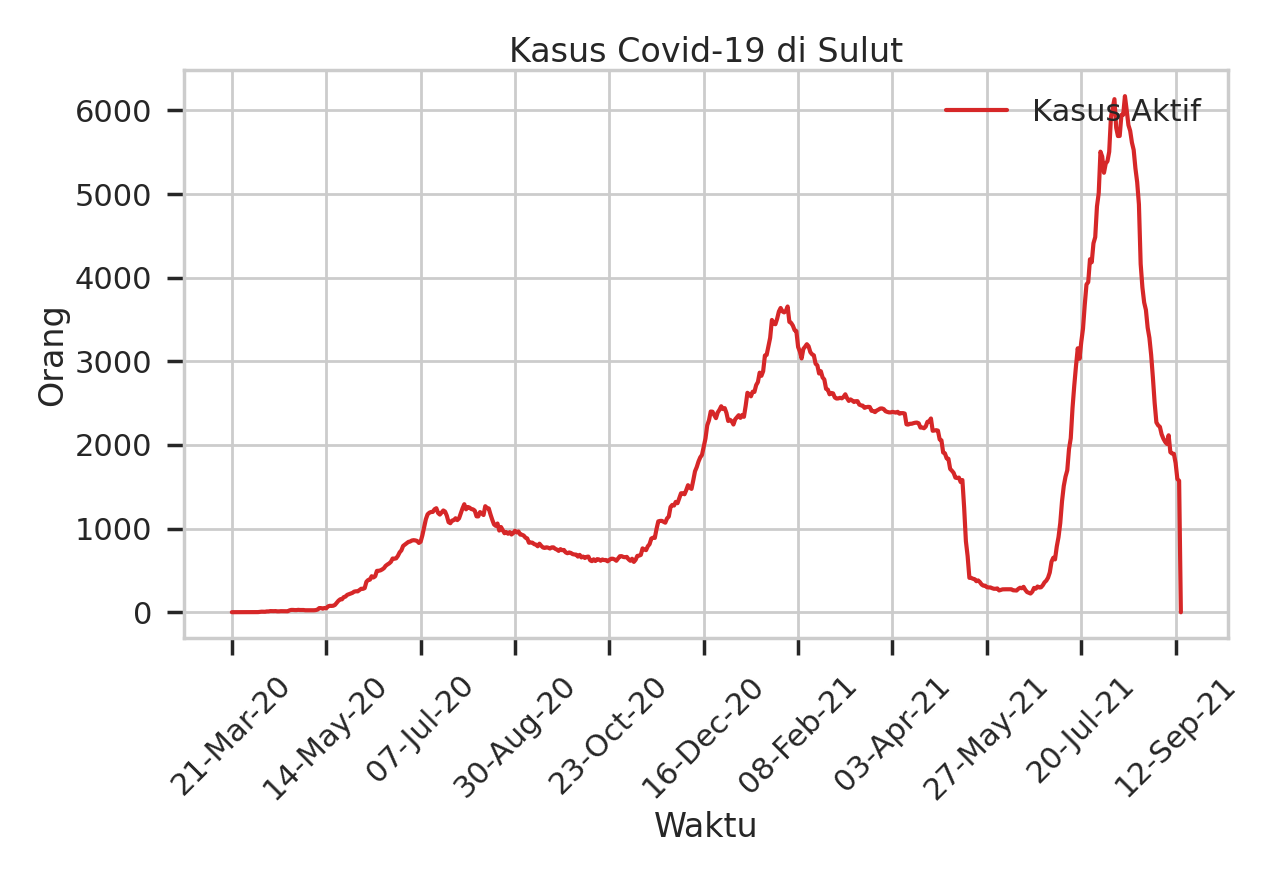 Kasus Covid-19 di Sulut
Kasus Aktif
6000
5000
4000
3000
2000
1000
0
Orang
21-Mar-20
14-May-20
07-Jul-20
30-Aug-20
23-Oct-20
16-Dec-20
08-Feb-21
03-Apr-21
27-May-21
20-Jul-21
12-Sep-21
Waktu